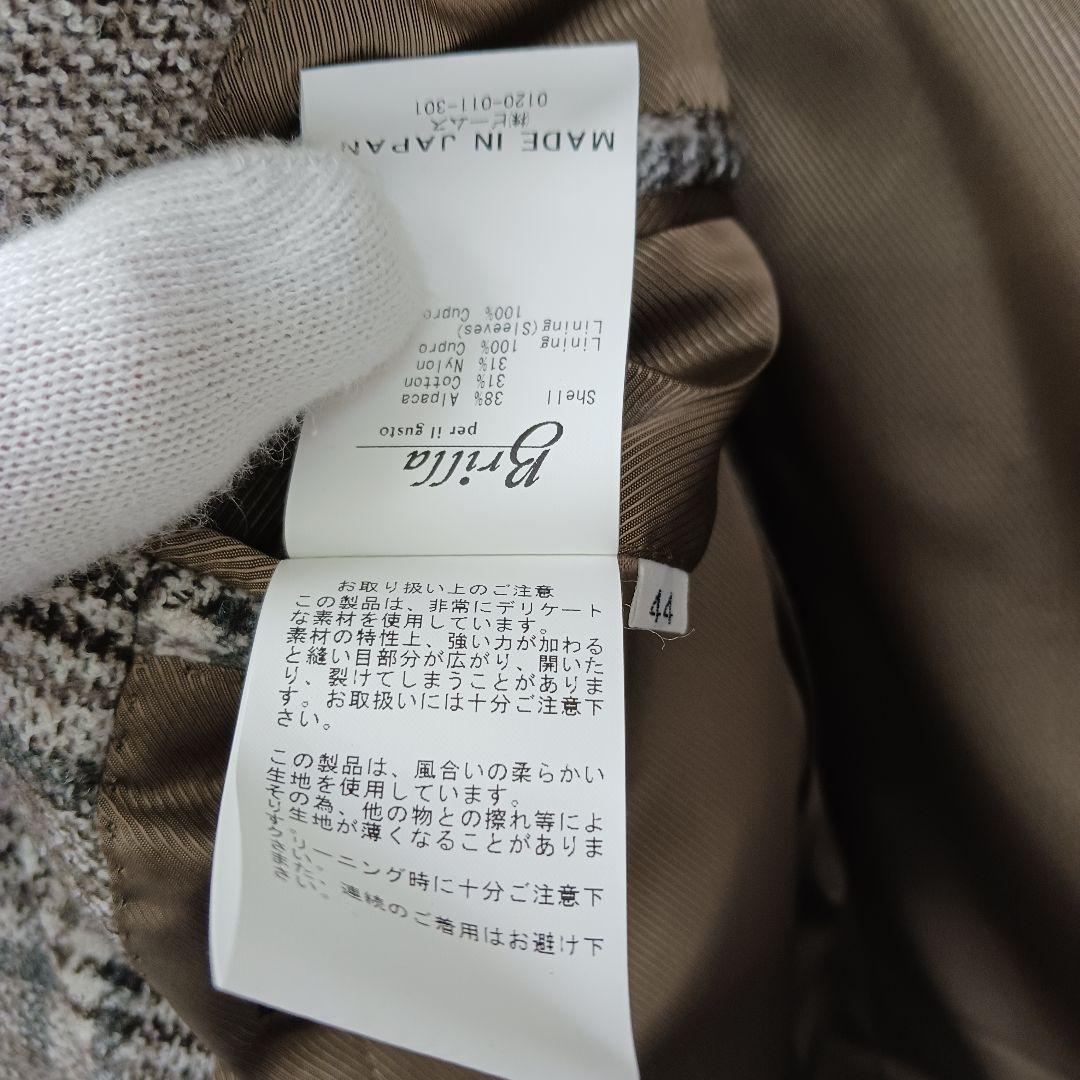 Brilla
per il gusto
Shell 38% Alpaca
31% Cotton
31% Nylon
Lining 100% Cupro
Lining(Sleeves)
100% Cupro
MADE IN JAPAN
㈱ビームス
0120-011-301
44
お取り扱い上のご注意
この製品は、非常にデリケート
な素材を使用しています。
素材の特性上、強い力が加わる
と縫い目部分が広がり、開いた
り、裂けてしまうことがありま
す。お取扱いには十分ご注意下
さい。
この製品は、風合いの柔らかい
生地を使用しています。
その為、他の物との擦れ等によ
り生地が薄くなることがありま
す。
クリーニング時に十分ご注意下
さい。
また、連続のご着用はお避け下
さい。